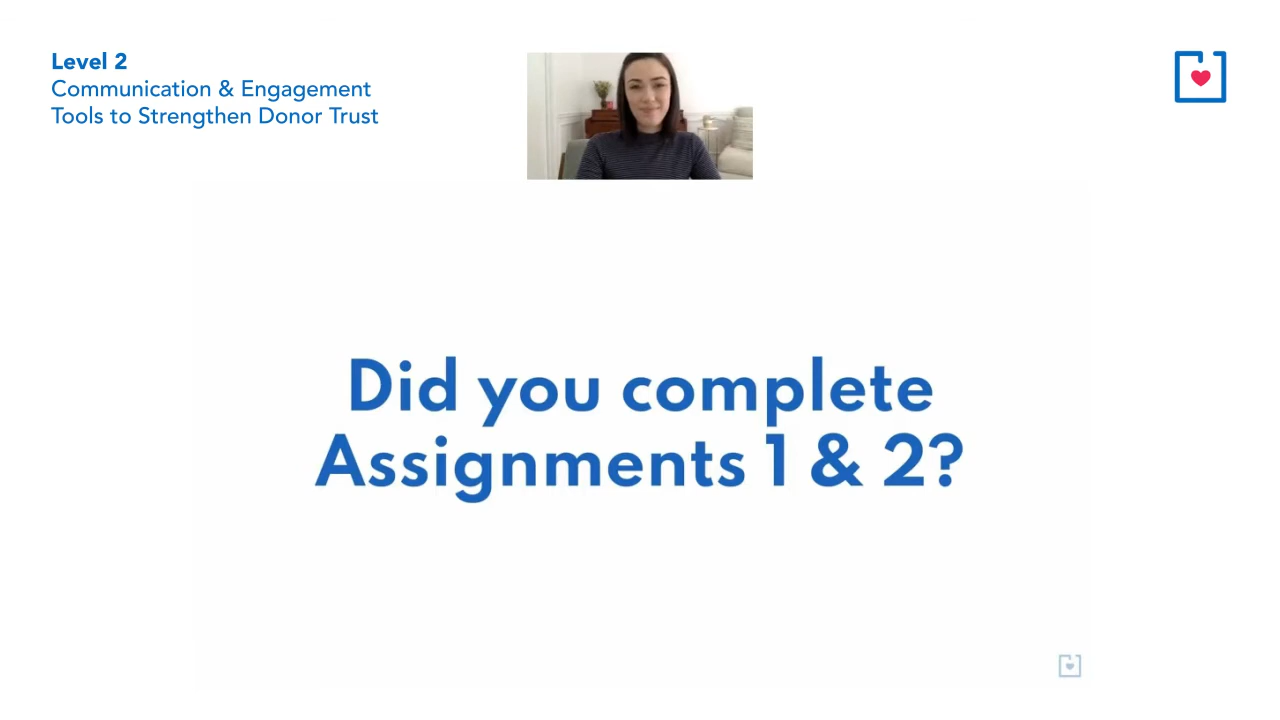 Level 2
Communication & Engagement
Tools to Strengthen Donor Trust
Did you complete
Assignments 1 & 2?